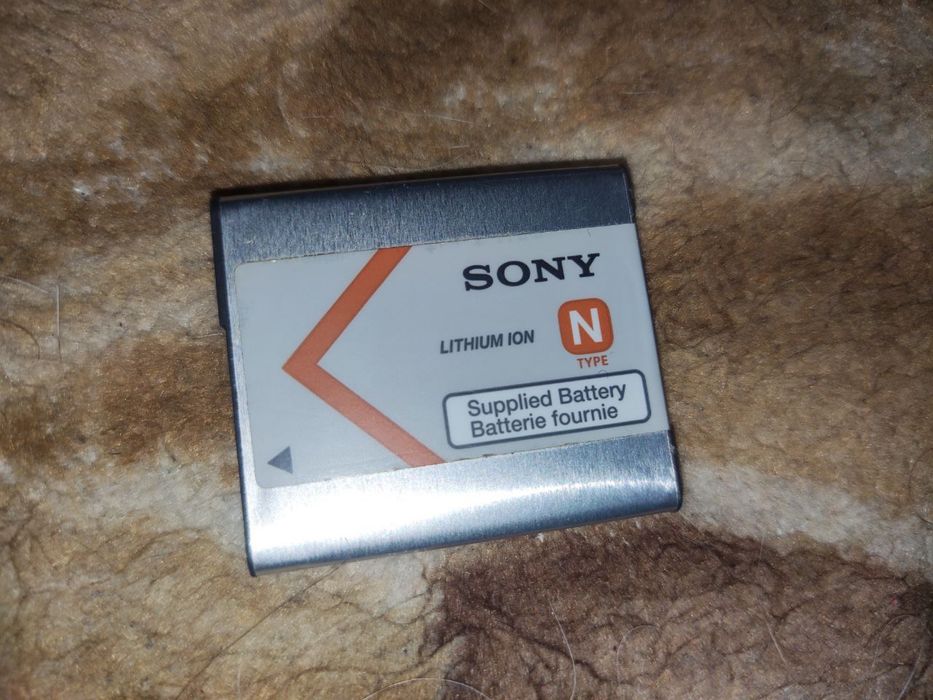 SONY
LITHIUM ION
N
TYPE
Supplied Battery
Batterie fournie